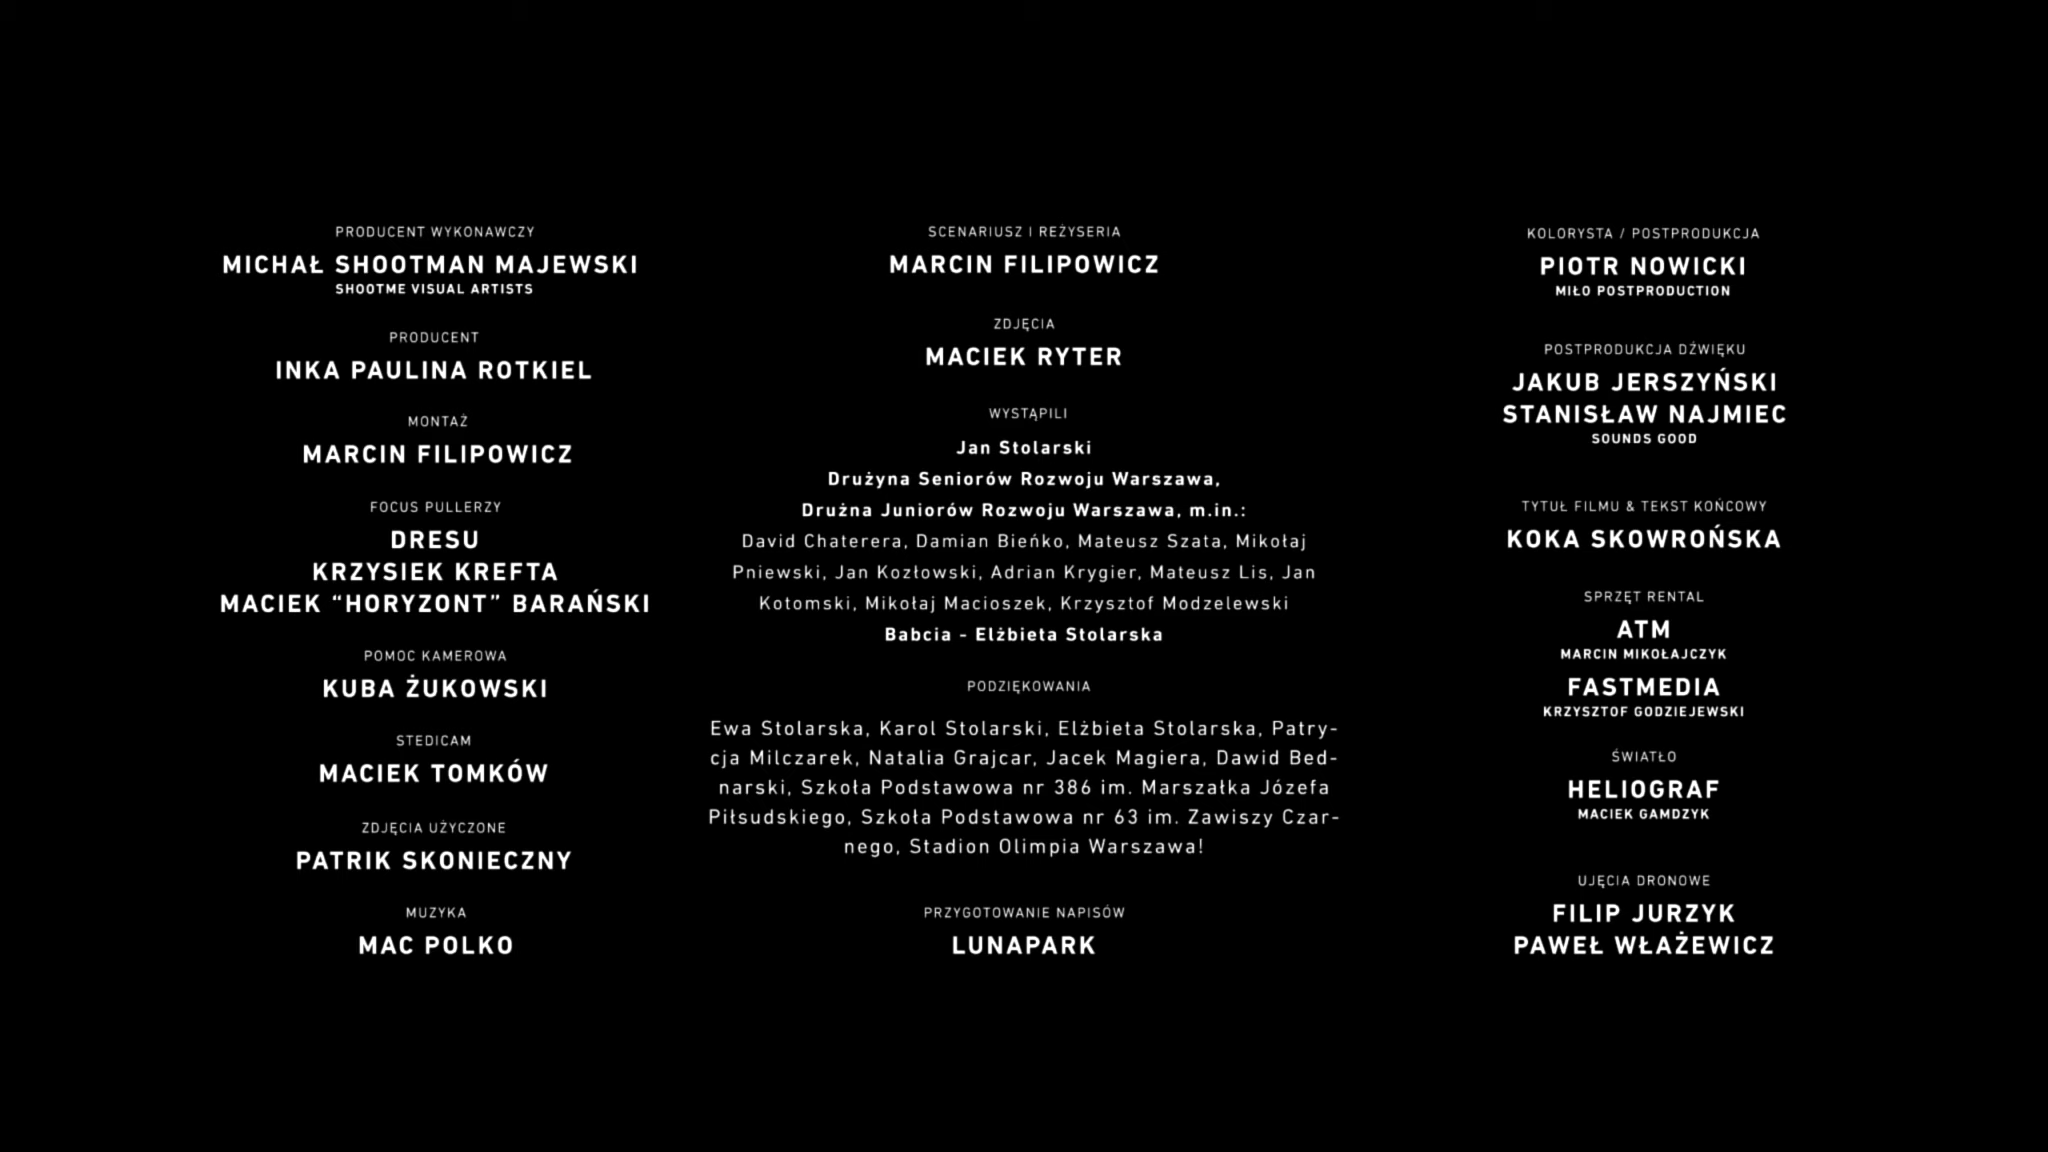 PRODUCENT WYKONAWCZY
MICHAŁ SHOOTMAN MAJEWSKI
SHOOTME VISUAL ARTISTS
PRODUCENT
INKA PAULINA ROTKIEL
MONTAŻ
MARCIN FILIPOWICZ
FOCUS PULLERZY
DRESU
KRZYSIEK KREFTA
MACIEK “HORYZONT” BARAŃSKI
POMOC KAMEROWA
KUBA ŻUKOWSKI
STEDICAM
MACIEK TOMKÓW
ZDJĘCIA UŻYCZONE
PATRIK SKONIECZNY
MUZYKA
MAC POLKO
SCENARIUSZ I REŻYSERIA
MARCIN FILIPOWICZ
ZDJĘCIA
MACIEK RYTER
WYSTĄPILI
Jan Stolarski
Drużyna Seniorów Rozwoju Warszawa,
Drużna Juniorów Rozwoju Warszawa, m.in.:
David Chaterera, Damian Bieńko, Mateusz Szata, Mikołaj
Pniewski, Jan Kozłowski, Adrian Krygier, Mateusz Lis, Jan
Kotomski, Mikołaj Macioszek, Krzysztof Modzelewski
Babcia - Elżbieta Stolarska
PODZIĘKOWANIA
Ewa Stolarska, Karol Stolarski, Elżbieta Stolarska, Patry-
cja Milczarek, Natalia Grajcar, Jacek Magiera, Dawid Bed-
narski, Szkoła Podstawowa nr 386 im. Marszałka Józefa
Piłsudskiego, Szkoła Podstawowa nr 63 im. Zawiszy Czar-
nego, Stadion Olimpia Warszawa!
PRZYGOTOWANIE NAPISÓW
LUNAPARK
KOLORYSTA / POSTPRODUKCJA
PIOTR NOWICKI
MIŁO POSTPRODUCTION
POSTPRODUKCJA DŹWIĘKU
JAKUB JERSZYŃSKI
STANISŁAW NAJMIEC
SOUNDS GOOD
TYTUŁ FILMU & TEKST KOŃCOWY
KOKA SKOWROŃSKA
SPRZĘT RENTAL
ATM
MARCIN MIKOŁAJCZYK
FASTMEDIA
KRZYSZTOF GODZIEJEWSKI
ŚWIATŁO
HELIOGRAF
MACIEK GAMDZYK
UJĘCIA DRONOWE
FILIP JURZYK
PAWEŁ WŁAŻEWICZ